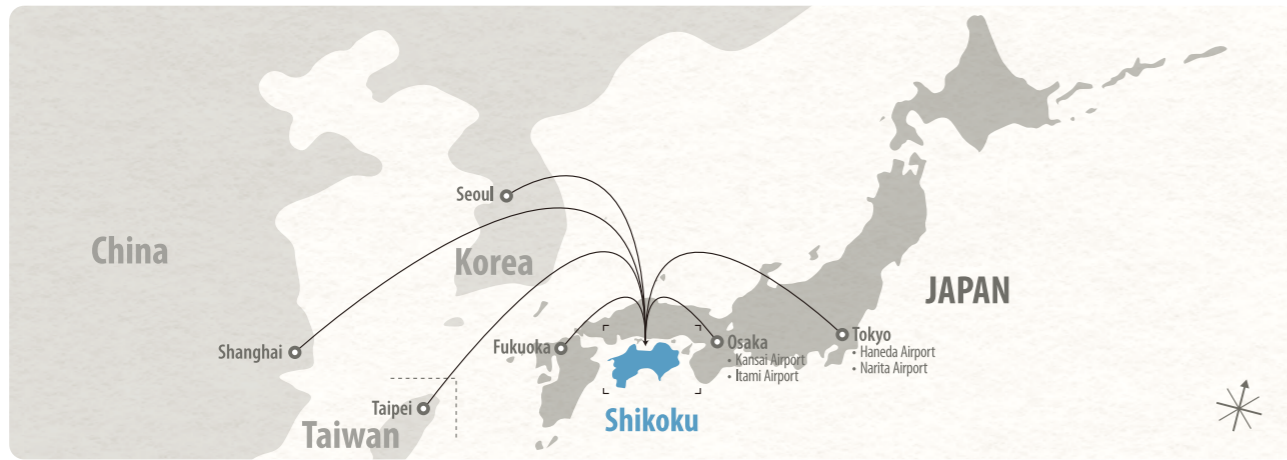 Seoul
China
Korea
JAPAN
Shanghai
Fukuoka
Osaka
• Kansai Airport
• Itami Airport
Tokyo
• Haneda Airport
• Narita Airport
Taipei
Taiwan
Shikoku